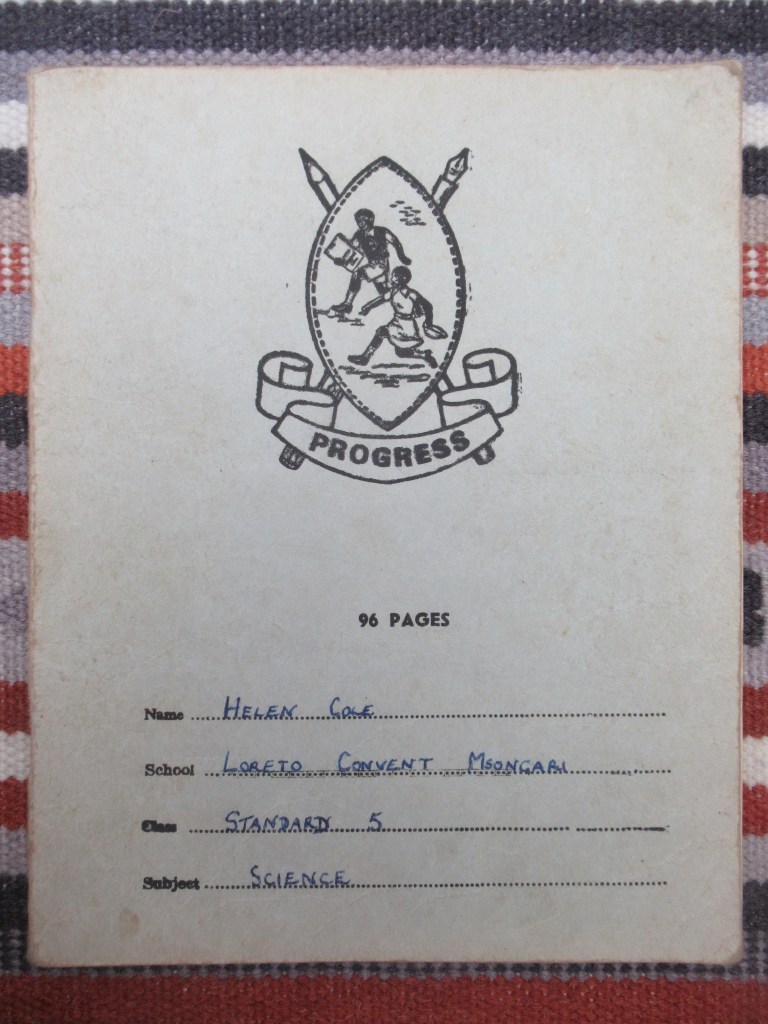 PROGRESS
96 PAGES
Name HELEN COLE
School LORETO CONVENT MSONGARI
Class STANDARD 5
Subject SCIENCE